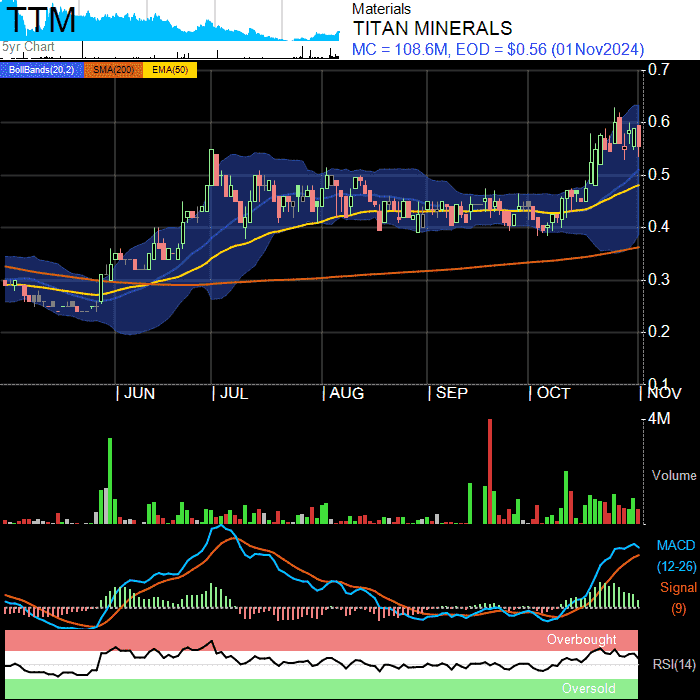 TTM
5yr Chart
Materials
TITAN MINERALS
MC = 108.6M, EOD = $0.56 (01Nov2024)
BollBands(20,2) SMA(200) EMA(50)
0.7
0.6
0.5
0.4
0.3
0.2
0.1
JUN JUL AUG SEP OCT NOV
4M
Volume
MACD
(12-26)
Signal
(9)
Overbought
RSI(14)
Oversold